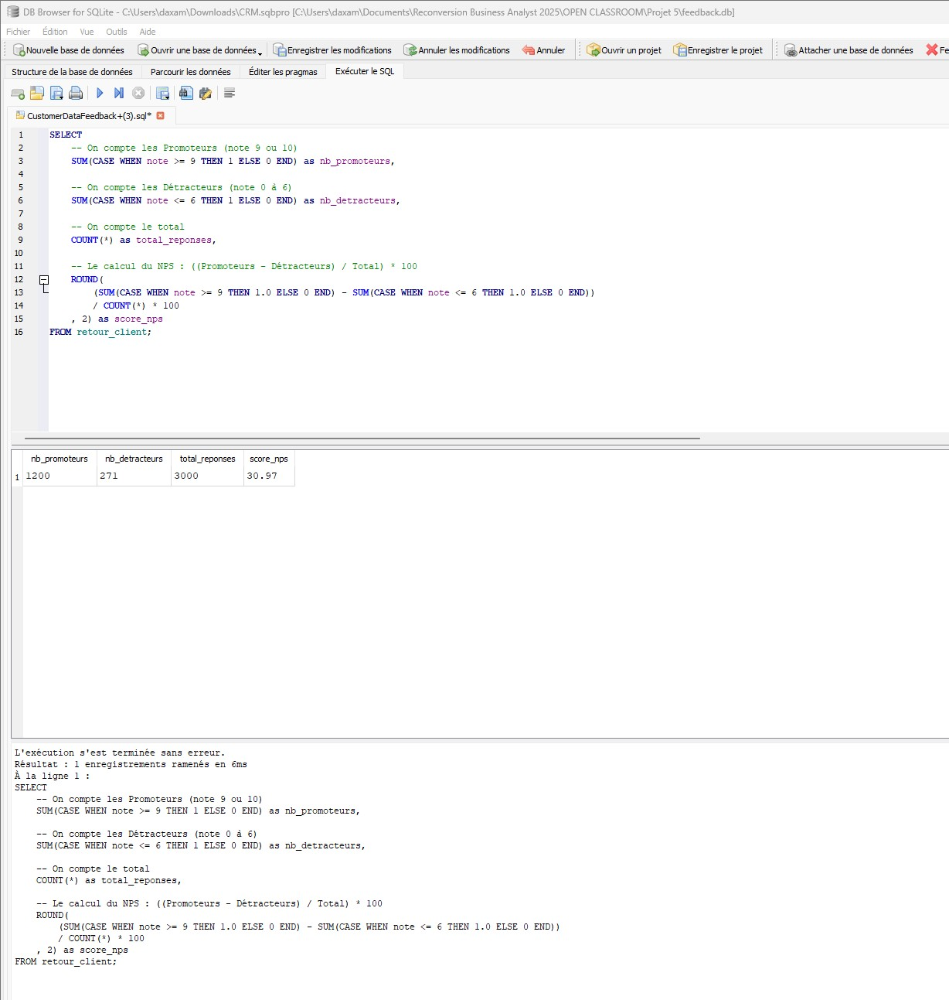 DB Browser for SQLite - C:\Users\daxam\Downloads\CRM.sqbpro [C:\Users\daxam\Documents\Reconversion Business Analyst 2025\OPEN CLASSROOM\Projet 5\feedback.db]
Fichier Édition Vue Outils Aide
Nouvelle base de données Ouvrir une base de données Enregistrer les modifications Annuler les modifications Annuler Ouvrir un projet Enregistrer le projet Attacher une base de données Fe
Structure de la base de données Parcourir les données Éditer les pragmas Exécuter le SQL
CustomerDataFeedback+(3).sql*
1 SELECT
2 -- On compte les Promoteurs (note 9 ou 10)
3 SUM(CASE WHEN note >= 9 THEN 1 ELSE 0 END) as nb_promoteurs,
4
5 -- On compte les Détracteurs (note 0 à 6)
6 SUM(CASE WHEN note <= 6 THEN 1 ELSE 0 END) as nb_detracteurs,
7
8 -- On compte le total
9 COUNT(*) as total_reponses,
10
11 -- Le calcul du NPS : ((Promoteurs - Détracteurs) / Total) * 100
12 ROUND(
13 (SUM(CASE WHEN note >= 9 THEN 1.0 ELSE 0 END) - SUM(CASE WHEN note <= 6 THEN 1.0 ELSE 0 END))
14 / COUNT(*) * 100
15 , 2) as score_nps
16 FROM retour_client;
nb_promoteurs nb_detracteurs total_reponses score_nps
1 1200 271 3000 30.97
L'exécution s'est terminée sans erreur.
Résultat : 1 enregistrements ramenés en 6ms
À la ligne 1 :
SELECT
-- On compte les Promoteurs (note 9 ou 10)
SUM(CASE WHEN note >= 9 THEN 1 ELSE 0 END) as nb_promoteurs,
-- On compte les Détracteurs (note 0 à 6)
SUM(CASE WHEN note <= 6 THEN 1 ELSE 0 END) as nb_detracteurs,
-- On compte le total
COUNT(*) as total_reponses,
-- Le calcul du NPS : ((Promoteurs - Détracteurs) / Total) * 100
ROUND(
(SUM(CASE WHEN note >= 9 THEN 1.0 ELSE 0 END) - SUM(CASE WHEN note <= 6 THEN 1.0 ELSE 0 END))
/ COUNT(*) * 100
, 2) as score_nps
FROM retour_client;